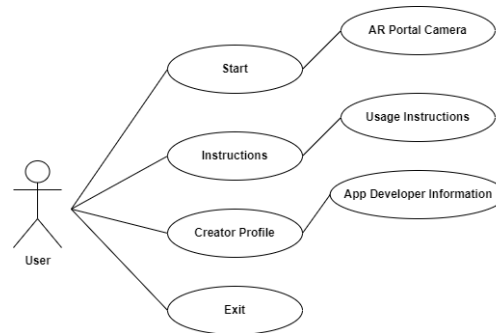 AR Portal Camera
Start
Usage Instructions
Instructions
App Developer Information
Creator Profile
User
Exit